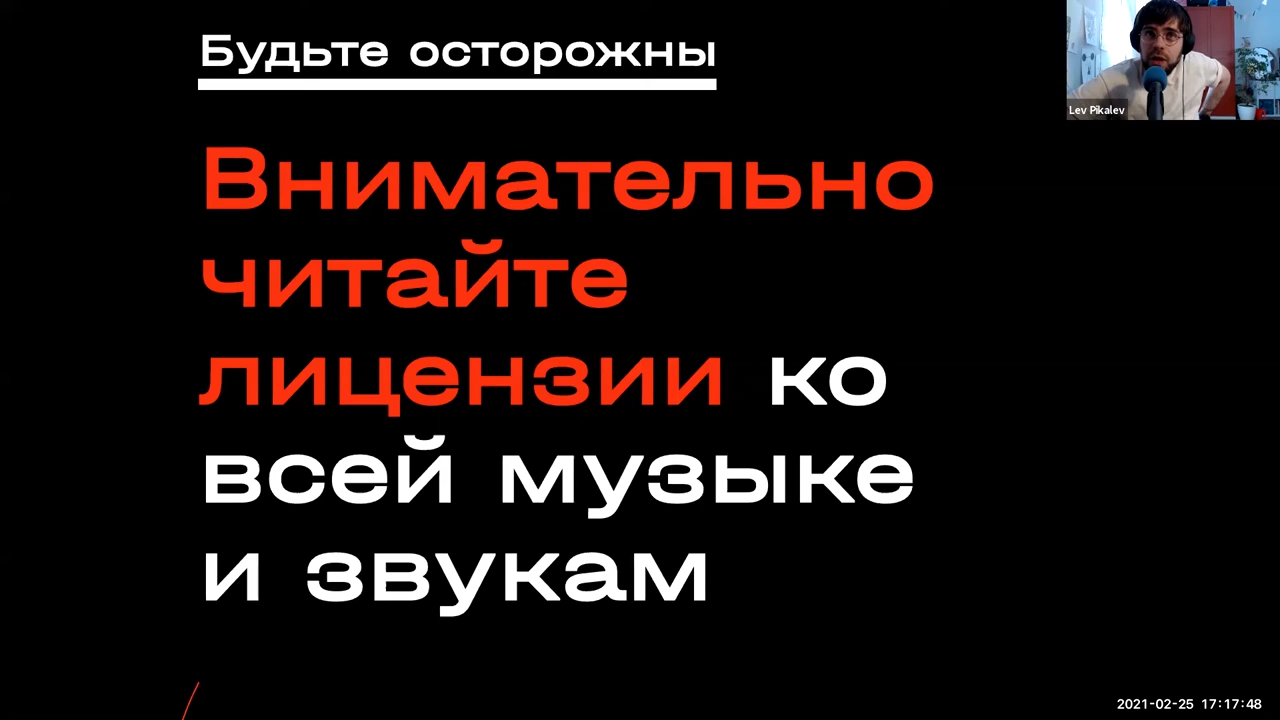 Будьте осторожны
Lev Pikalev
Внимательно
читайте
лицензии ко
всей музыке
и звукам
2021-02-25 17:17:48